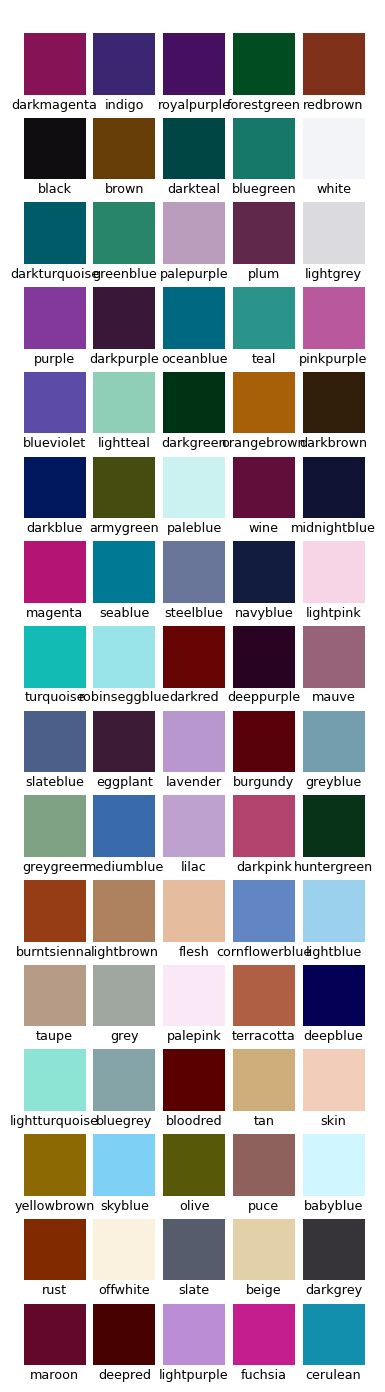 darkmagenta indigo royalpurple forestgreen redbrown
black brown darkteal bluegreen white
darkturquoise greenblue palepurple plum lightgrey
purple darkpurple oceanblue teal pinkpurple
blueviolet lightteal darkgreen orangebrown darkbrown
darkblue armygreen paleblue wine midnightblue
magenta seablue steelblue navyblue lightpink
turquoise robinseggblue darkred deeppurple mauve
slateblue eggplant lavender burgundy greyblue
greygreen mediumblue lilac darkpink huntergreen
burntsienna lightbrown flesh cornflowerblue lightblue
taupe grey palepink terracotta deepblue
lightturquoise bluegrey bloodred tan skin
yellowbrown skyblue olive puce babyblue
rust offwhite slate beige darkgrey
maroon deepred lightpurple fuchsia cerulean